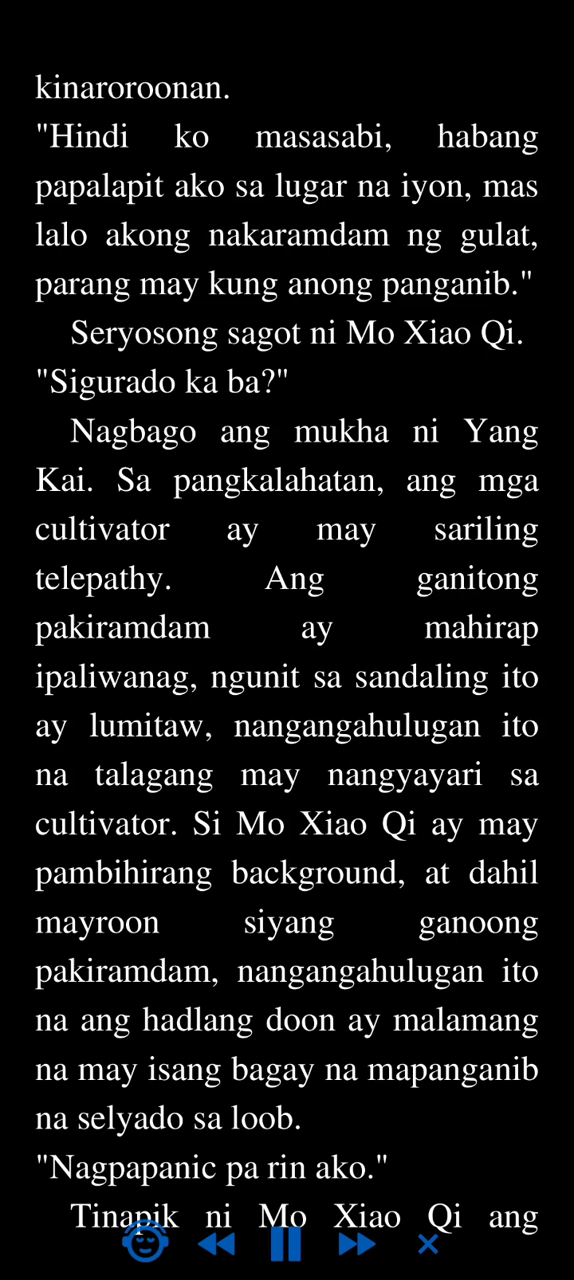 kinaroroonan.
"Hindi ko masasabi, habang
papalapit ako sa lugar na iyon, mas
lalo akong nakaramdam ng gulat,
parang may kung anong panganib."
Seryosong sagot ni Mo Xiao Qi.
"Sigurado ka ba?"
Nagbago ang mukha ni Yang
Kai. Sa pangkalahatan, ang mga
cultivator ay may sariling
telepathy. Ang ganitong
pakiramdam ay mahirap
ipaliwanag, ngunit sa sandaling ito
ay lumitaw, nangangahulugan ito
na talagang may nangyayari sa
cultivator. Si Mo Xiao Qi ay may
pambihirang background, at dahil
mayroon siyang ganoong
pakiramdam, nangangahulugan ito
na ang hadlang doon ay malamang
na may isang bagay na mapanganib
na selyado sa loob.
"Nagpapanic pa rin ako."
Tinapik ni Mo Xiao Qi ang